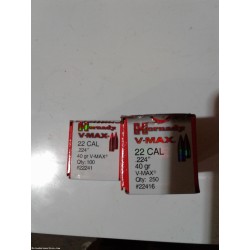 Hornady
V-MAX
22 CAL
.224"
40 gr V-MAX
Qty: 100
#22241
Hornady
V-MAX
22 CAL
.224"
40 gr
V-MAX
Qty: 250
#22416